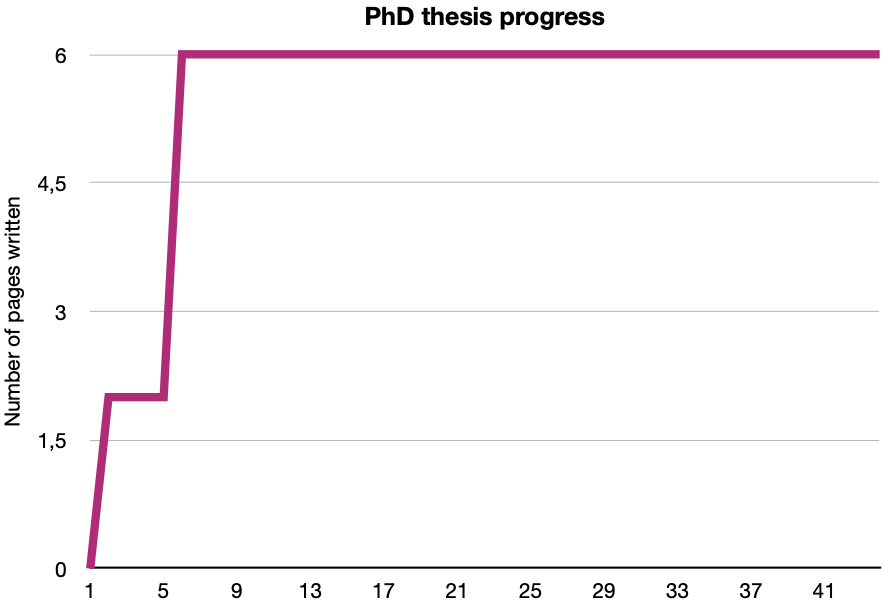 PhD thesis progress
Number of pages written
6
4,5
3
1,5
0
1 5 9 13 17 21 25 29 33 37 41